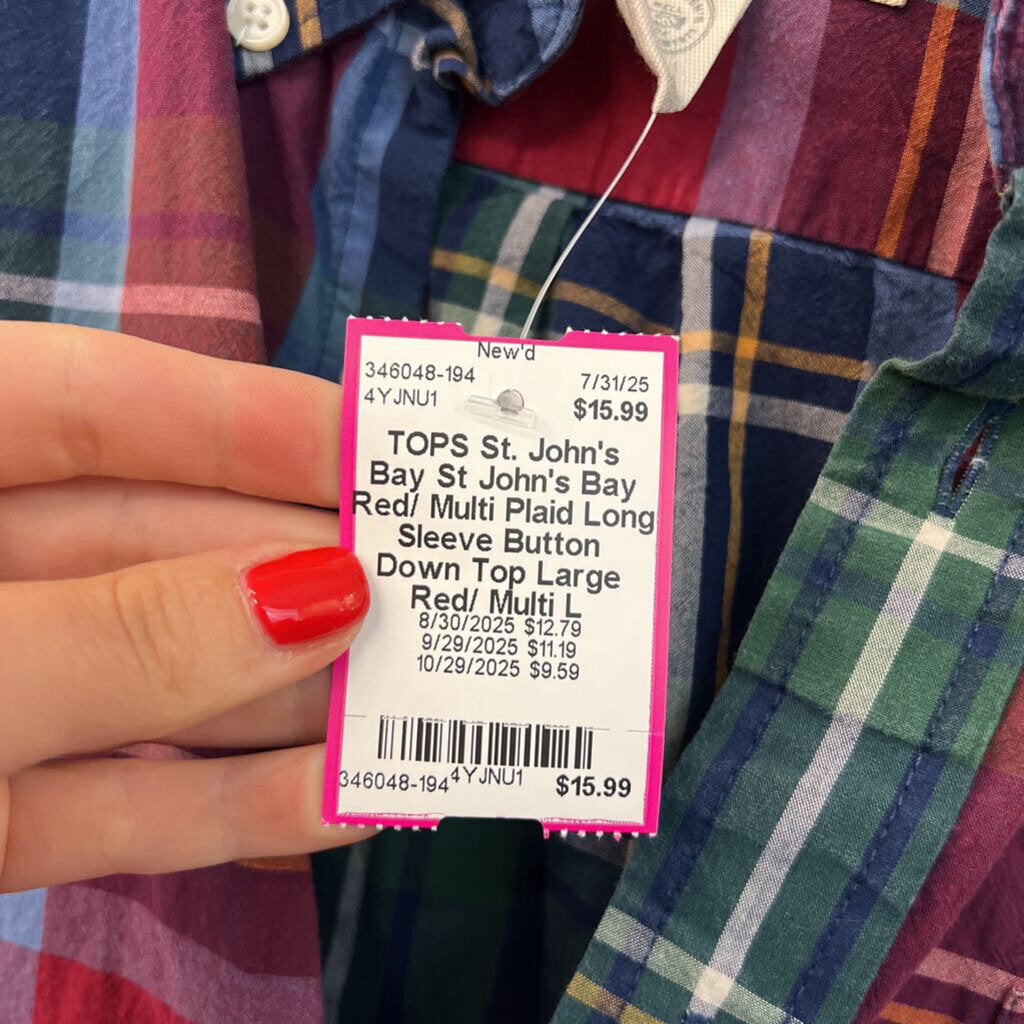 New'd
346048-194 7/31/25
4YJNU1 $15.99
TOPS St. John's
Bay St John's Bay
Red/ Multi Plaid Long
Sleeve Button
Down Top Large
Red/ Multi L
8/30/2025 $12.79
9/29/2025 $11.19
10/29/2025 $9.59
346048-194 4YJNU1 $15.99